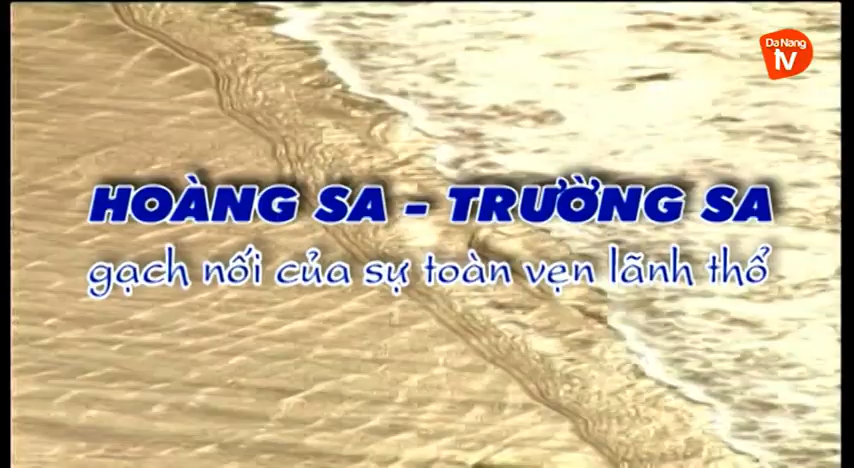 Da Nang
tv
HOÀNG SA - TRƯỜNG SA
gạch nối của sự toàn vẹn lãnh thổ